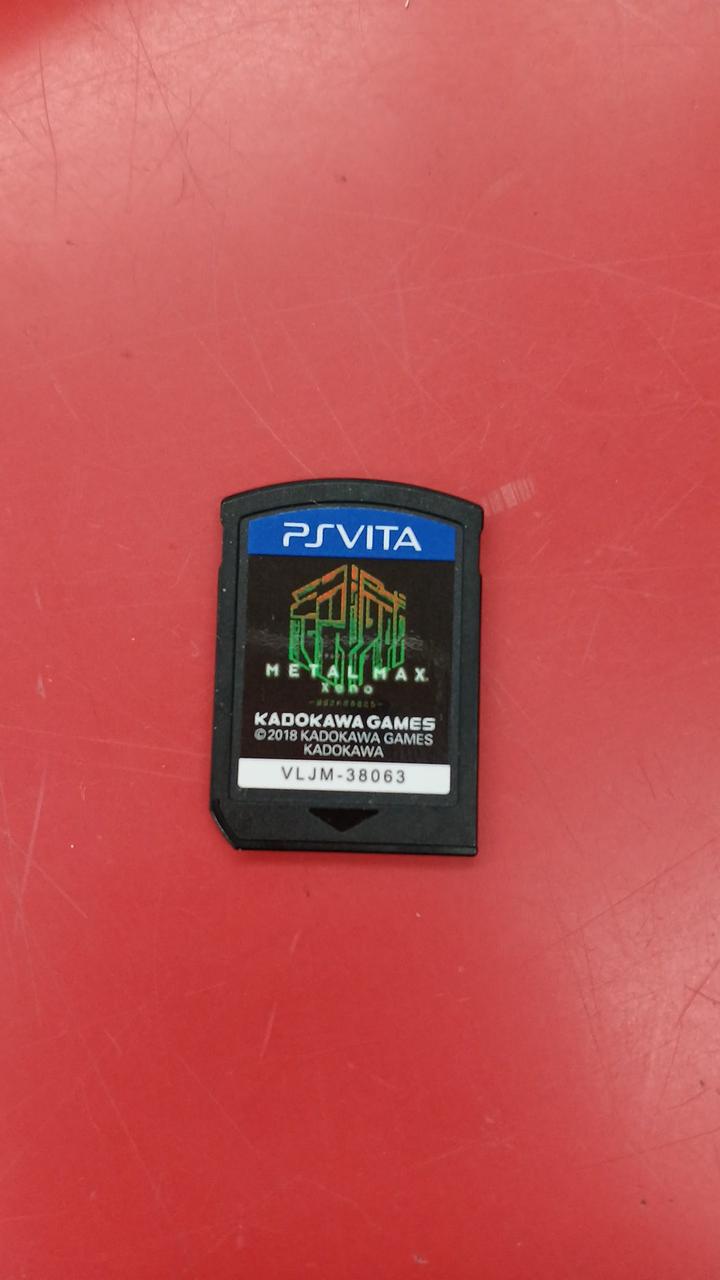 PSVITA
METAL MAX
Xeno
KADOKAWA GAMES
©2018 KADOKAWA GAMES
KADOKAWA
VLJM-38063